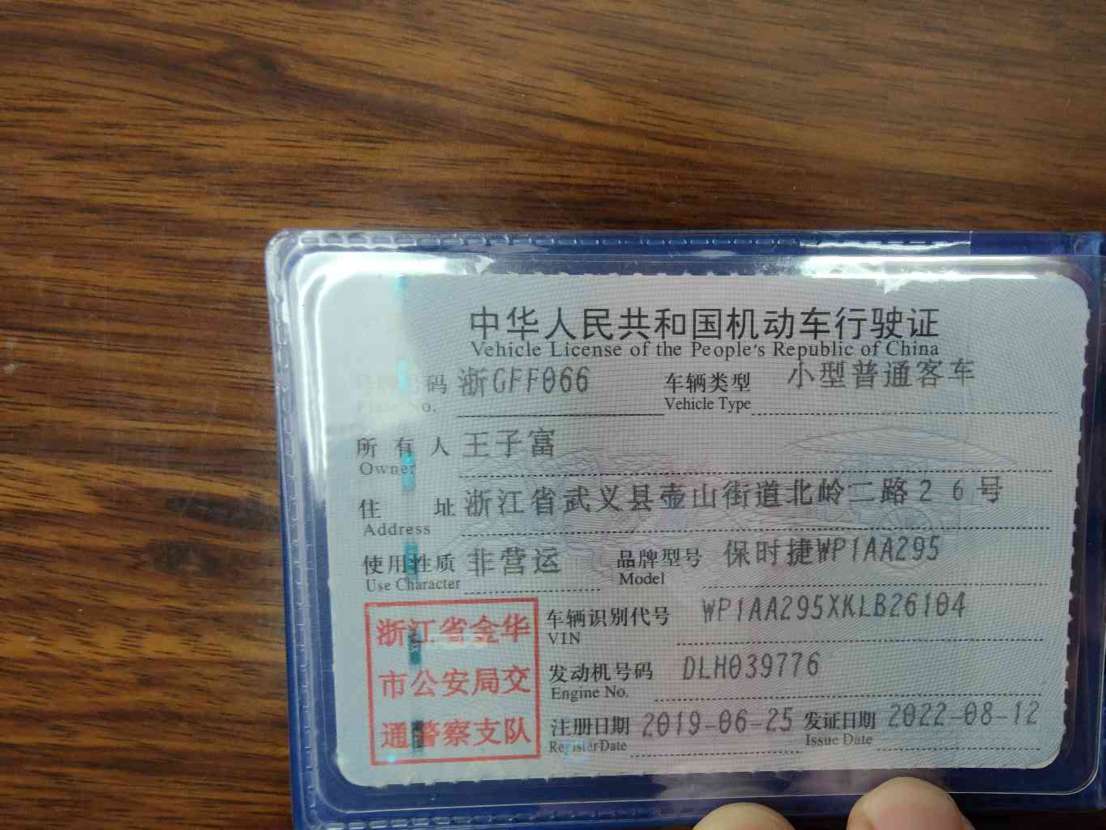 中华人民共和国机动车行驶证
Vehicle License of the People's Republic of China
号牌号码 浙GFF066 车辆类型 小型普通客车
Plate No. Vehicle Type
所有人 王子富
Owner
住址 浙江省武义县壶山街道北岭二路26号
Address
使用性质 非营运 品牌型号 保时捷WP1AA295
Use Character Model
浙江省金华
市公安局交
通警察支队
车辆识别代号 WP1AA295XKLB26104
VIN
发动机号码 DLH039776
Engine No.
注册日期 2019-06-25 发证日期 2022-08-12
Register Date Issue Date